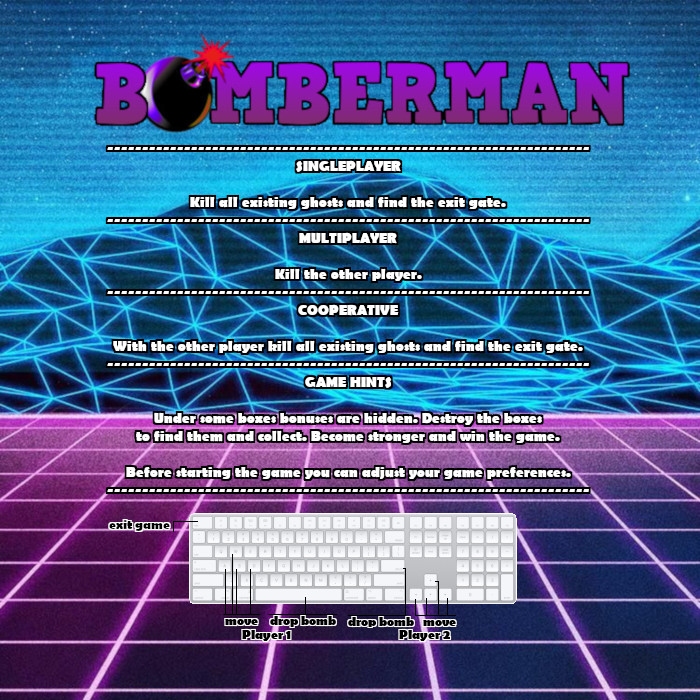 BOMBERMAN
SINGLEPLAYER
Kill all existing ghosts and find the exit gate.
MULTIPLAYER
Kill the other player.
COOPERATIVE
With the other player kill all existing ghosts and find the exit gate.
GAME HINTS
Under some boxes bonuses are hidden. Destroy the boxes
to find them and collect. Become stronger and win the game.
Before starting the game you can adjust your game preferences.
exit game
move drop bomb drop bomb move
Player 1 Player 2